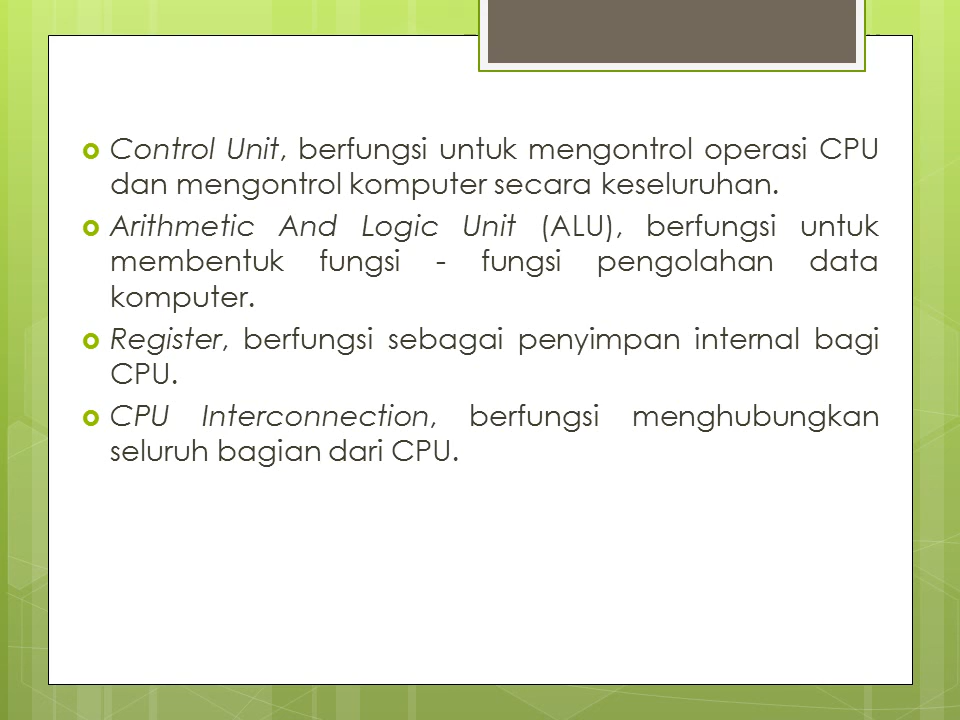 Control Unit, berfungsi untuk mengontrol operasi CPU
dan mengontrol komputer secara keseluruhan.
Arithmetic And Logic Unit (ALU), berfungsi untuk
membentuk fungsi - fungsi pengolahan data
komputer.
Register, berfungsi sebagai penyimpan internal bagi
CPU.
CPU Interconnection, berfungsi menghubungkan
seluruh bagian dari CPU.